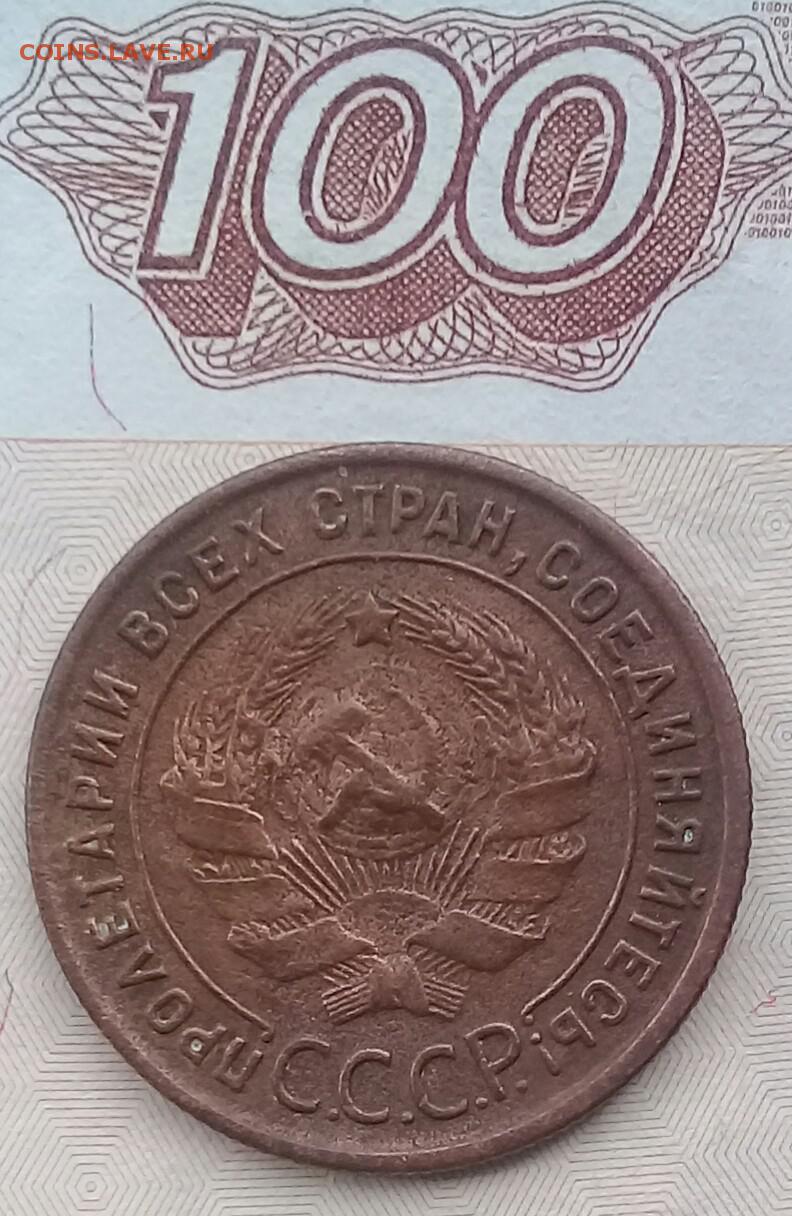 COINS.LAVE.RU
100
ПРОЛЕТАРИИ ВСЕХ СТРАН, СОЕДИНЯЙТЕСЬ!
С.С.С.Р.